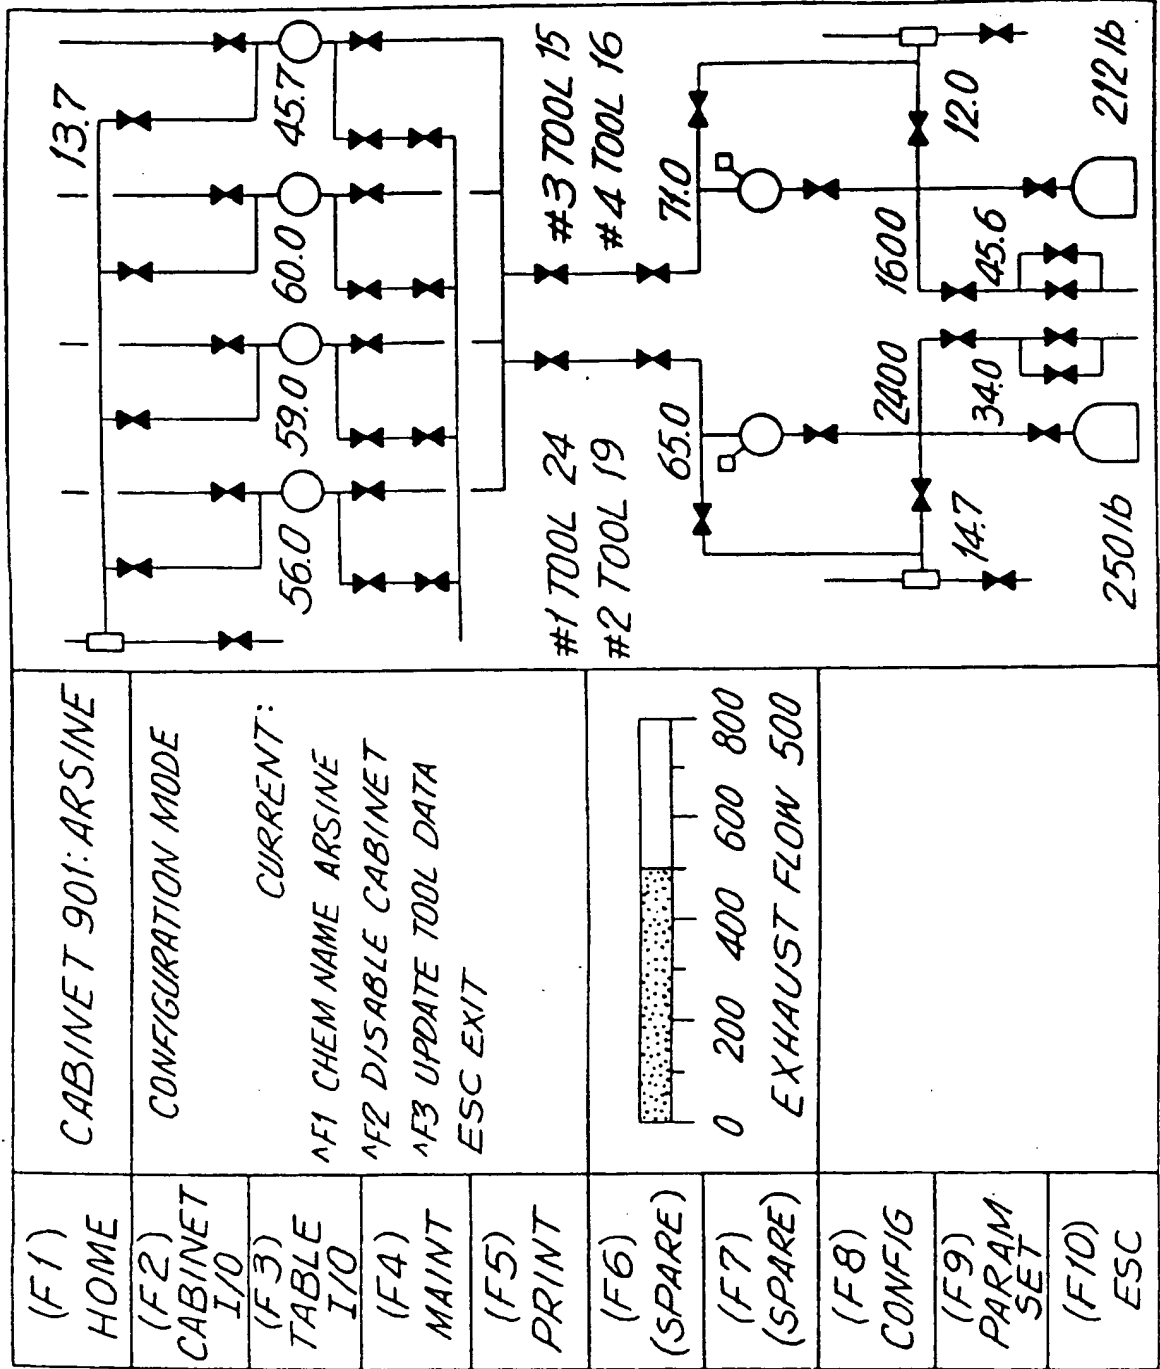 (F1)
HOME
(F2)
CABINET
I/O
(F3)
TABLE
I/O
(F4)
MAINT
(F5)
PRINT
(F6)
(SPARE)
(F7)
(SPARE)
(F8)
CONFIG
(F9)
PARAM
SET
(F10)
ESC
CABINET 901: ARSINE
CONFIGURATION MODE
CURRENT:
^F1 CHEM NAME ARSINE
^F2 DISABLE CABINET
^F3 UPDATE TOOL DATA
ESC EXIT
0 200 400 600 800
EXHAUST FLOW 500
13.7
56.0 59.0 60.0 45.7
#1 TOOL 24 #3 TOOL 15
#2 TOOL 19 #4 TOOL 16
65.0 71.0
2400 1600
14.7 34.0 45.6 12.0
250 lb 212 lb